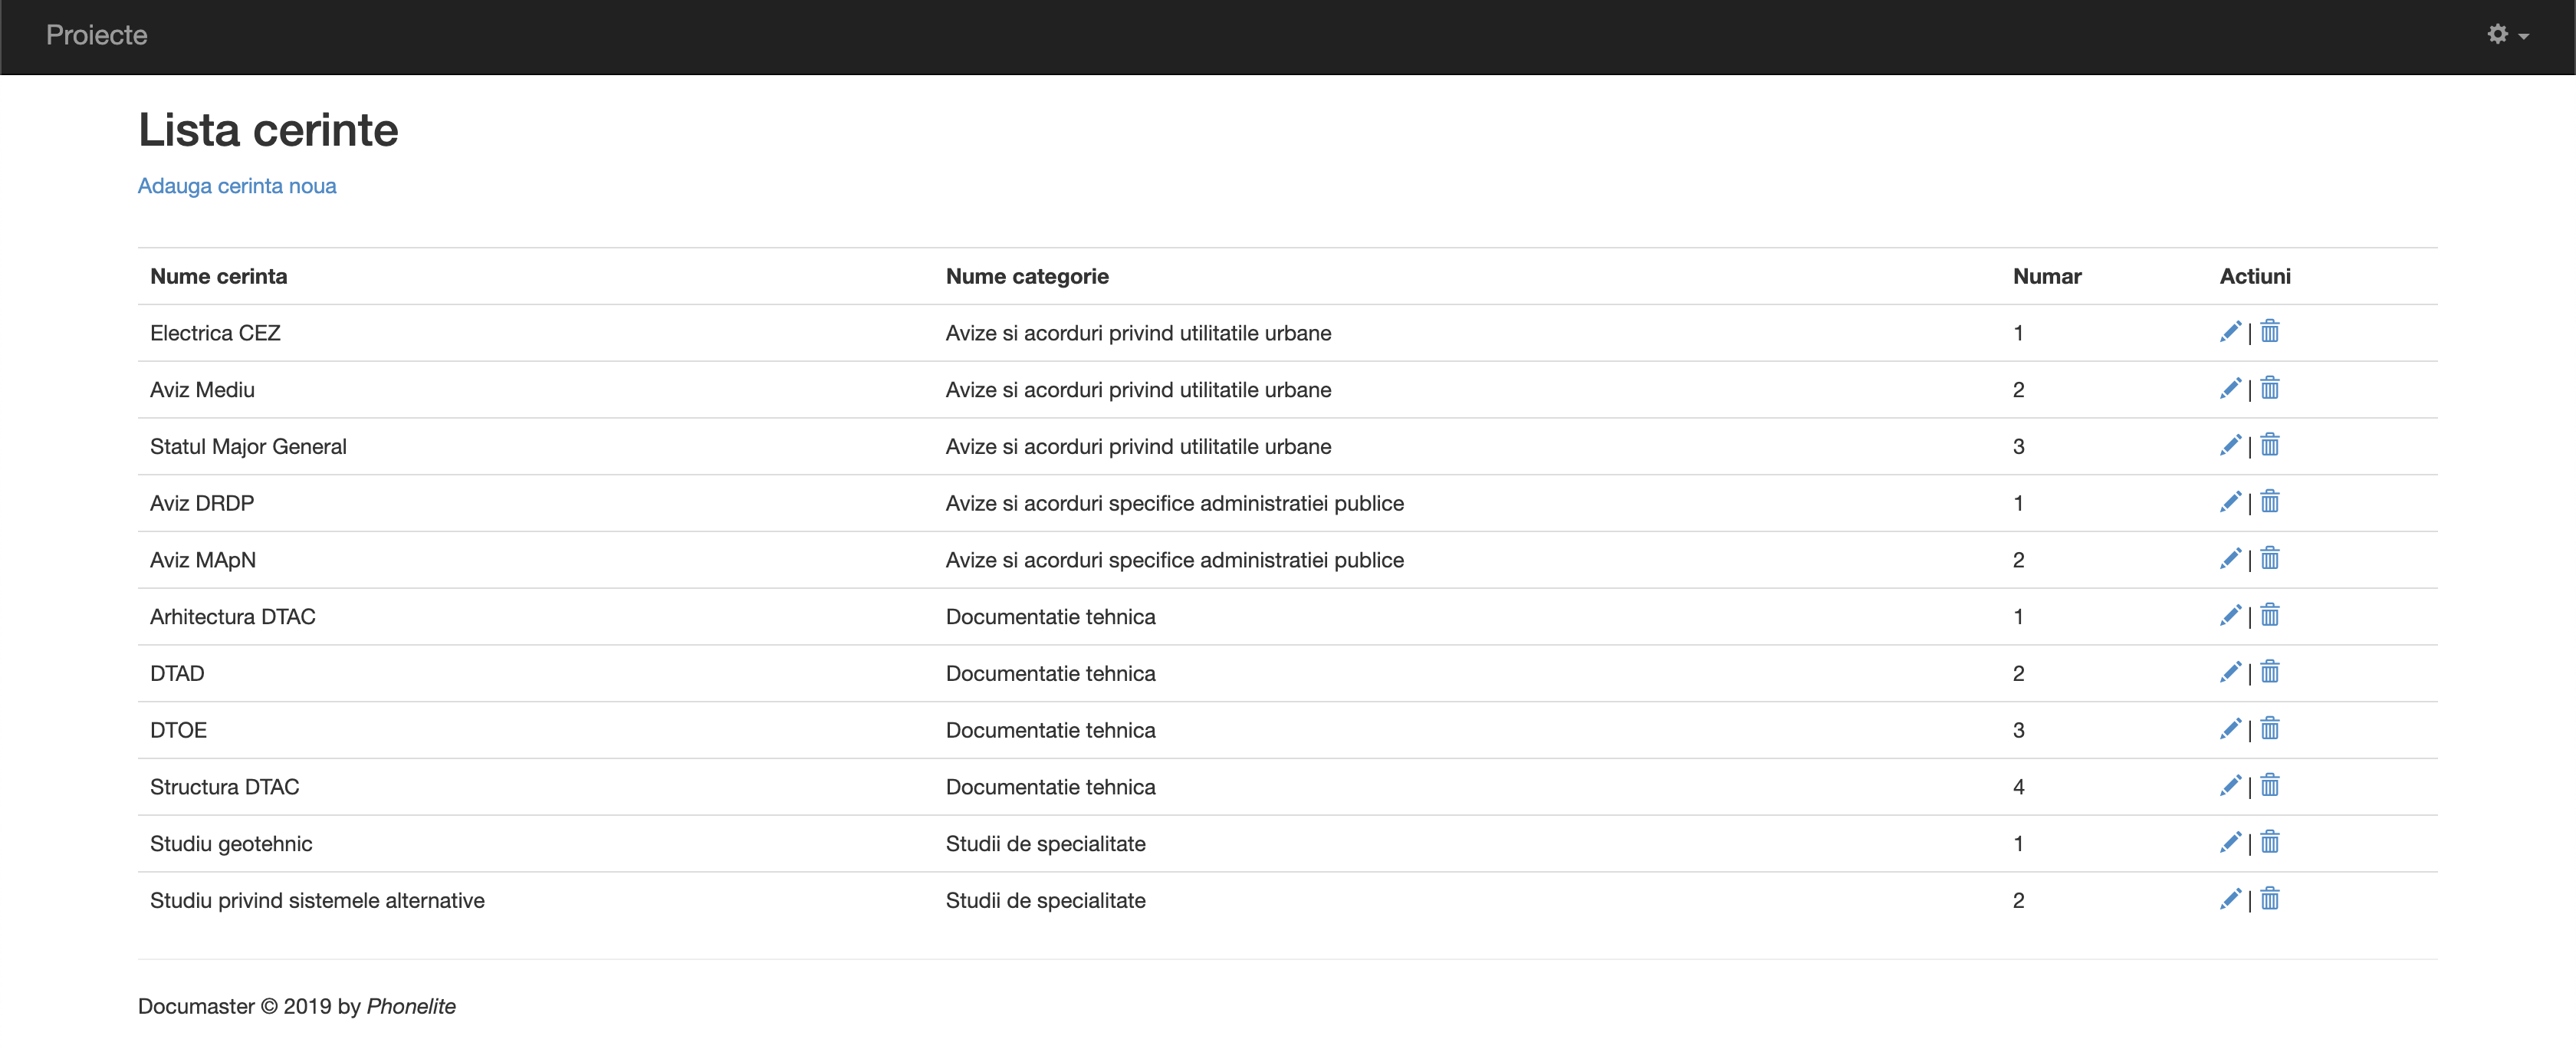 Proiecte
Lista cerinte
Adauga cerinta noua
Nume cerinta Nume categorie Numar Actiuni
Electrica CEZ Avize si acorduri privind utilitatile urbane 1 |
Aviz Mediu Avize si acorduri privind utilitatile urbane 2 |
Statul Major General Avize si acorduri privind utilitatile urbane 3 |
Aviz DRDP Avize si acorduri specifice administratiei publice 1 |
Aviz MApN Avize si acorduri specifice administratiei publice 2 |
Arhitectura DTAC Documentatie tehnica 1 |
DTAD Documentatie tehnica 2 |
DTOE Documentatie tehnica 3 |
Structura DTAC Documentatie tehnica 4 |
Studiu geotehnic Studii de specialitate 1 |
Studiu privind sistemele alternative Studii de specialitate 2 |
Documaster © 2019 by Phonelite